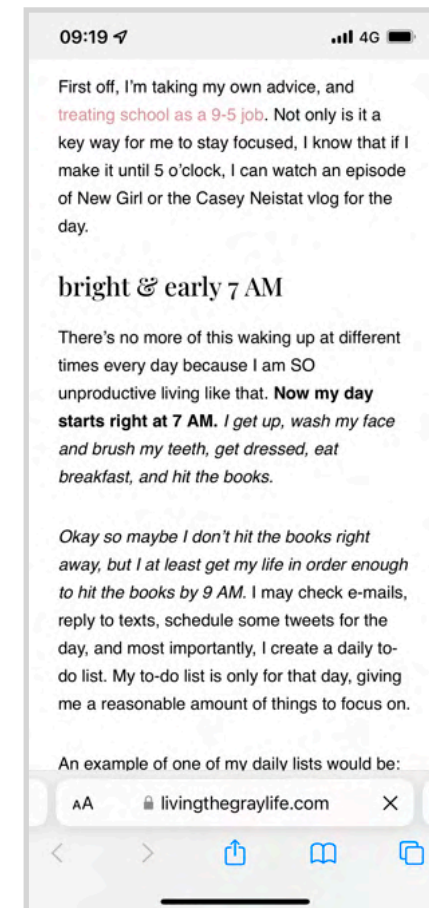 09:19
4G
First off, I’m taking my own advice, and
treating school as a 9-5 job. Not only is it a
key way for me to stay focused, I know that if I
make it until 5 o’clock, I can watch an episode
of New Girl or the Casey Neistat vlog for the
day.
bright & early 7 AM
There’s no more of this waking up at different
times every day because I am SO
unproductive living like that. Now my day
starts right at 7 AM. I get up, wash my face
and brush my teeth, get dressed, eat
breakfast, and hit the books.
Okay so maybe I don’t hit the books right
away, but I at least get my life in order enough
to hit the books by 9 AM. I may check e-mails,
reply to texts, schedule some tweets for the
day, and most importantly, I create a daily to-
do list. My to-do list is only for that day, giving
me a reasonable amount of things to focus on.
An example of one of my daily lists would be:
AA livingthegraylife.com